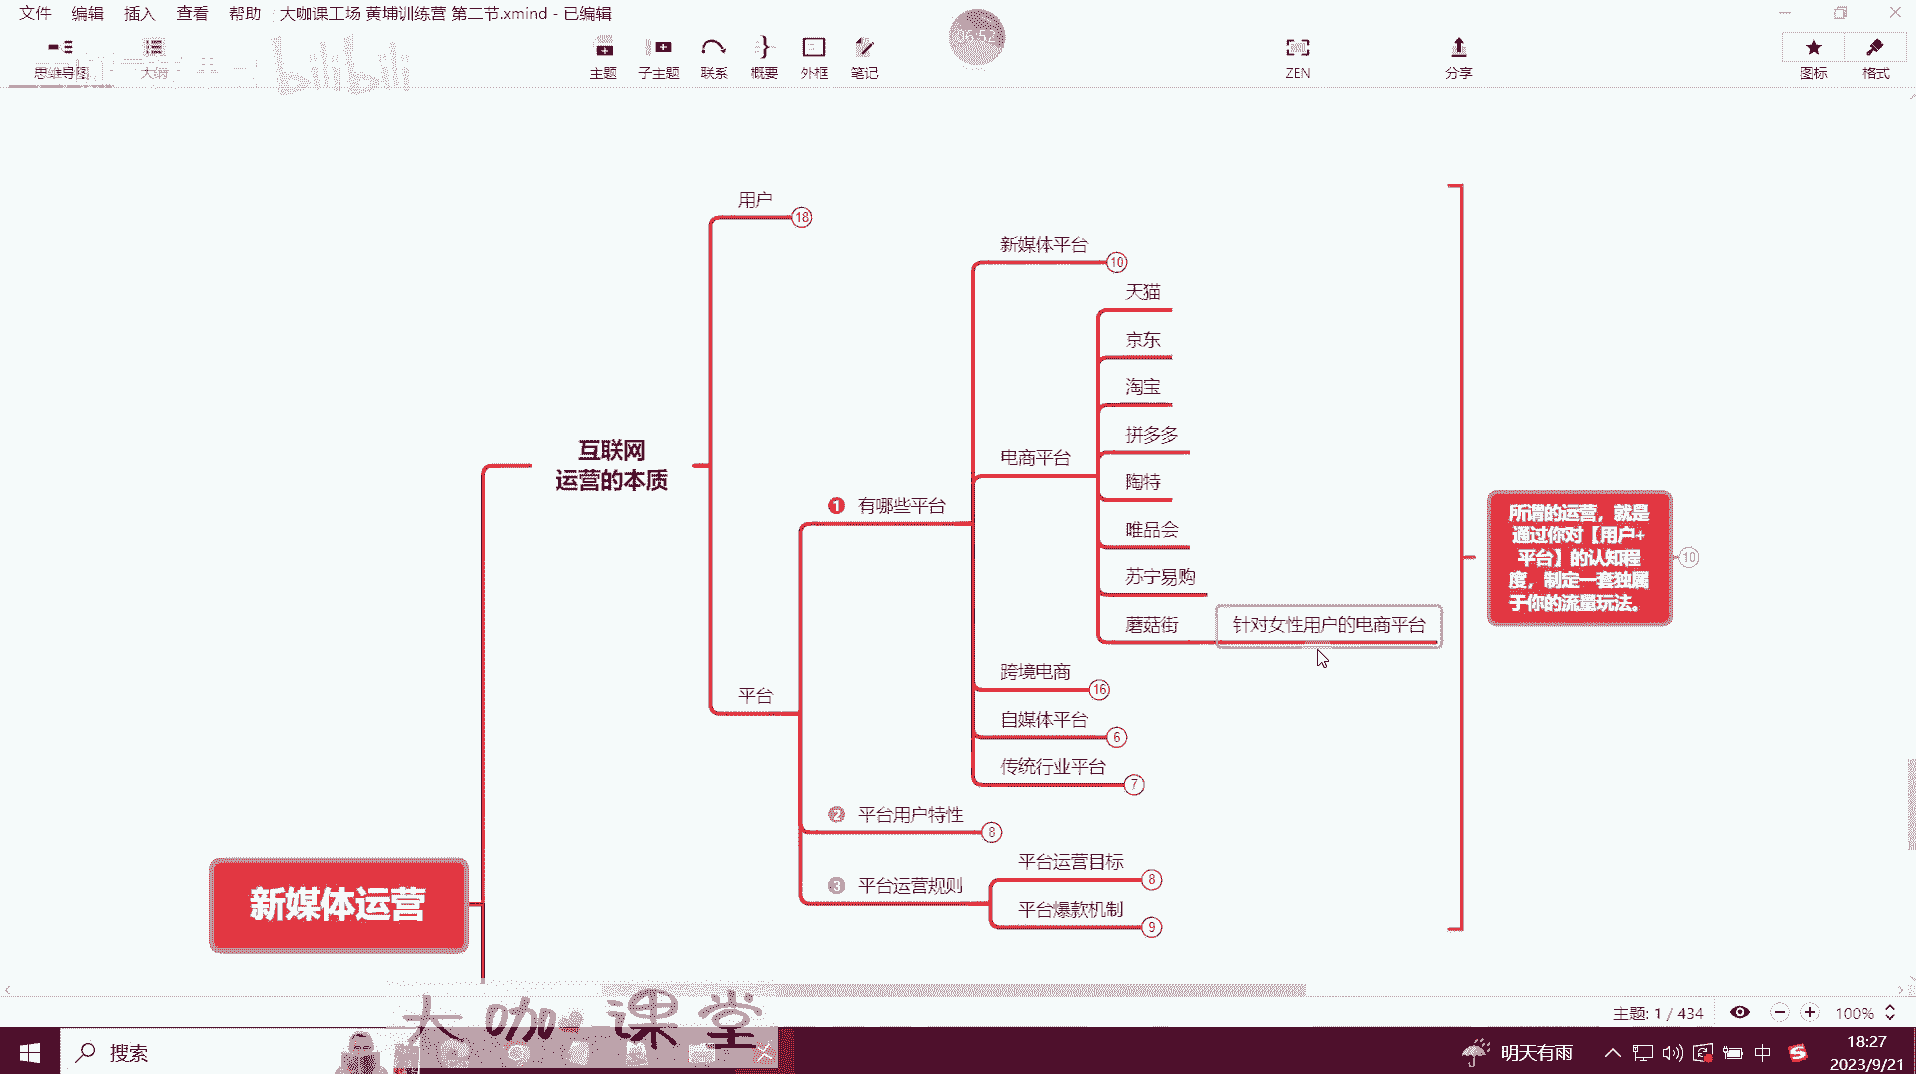 文件 编辑 插入 查看 帮助 大咖课工场 黄埔训练营 第二节.xmind - 已编辑
06:52
思维导图 大纲 主题 子主题 联系 概要 外框 笔记 ZEN 分享 图标 格式
bilibili
用户 18
新媒体平台 10
天猫
京东
淘宝
拼多多
电商平台
陶特
1 有哪些平台
唯品会
苏宁易购
蘑菇街 针对女性用户的电商平台
互联网
运营的本质
所谓的运营，就是
通过你对【用户+
平台】的认知程
度，制定一套独属
于你的流量玩法。
10
跨境电商 16
平台
自媒体平台 6
传统行业平台 7
2 平台用户特性 8
平台运营目标 8
3 平台运营规则
平台爆款机制 9
新媒体运营
主题: 1 / 434 100%
大咖课堂
搜索
明天有雨
中
18:27
2023/9/21